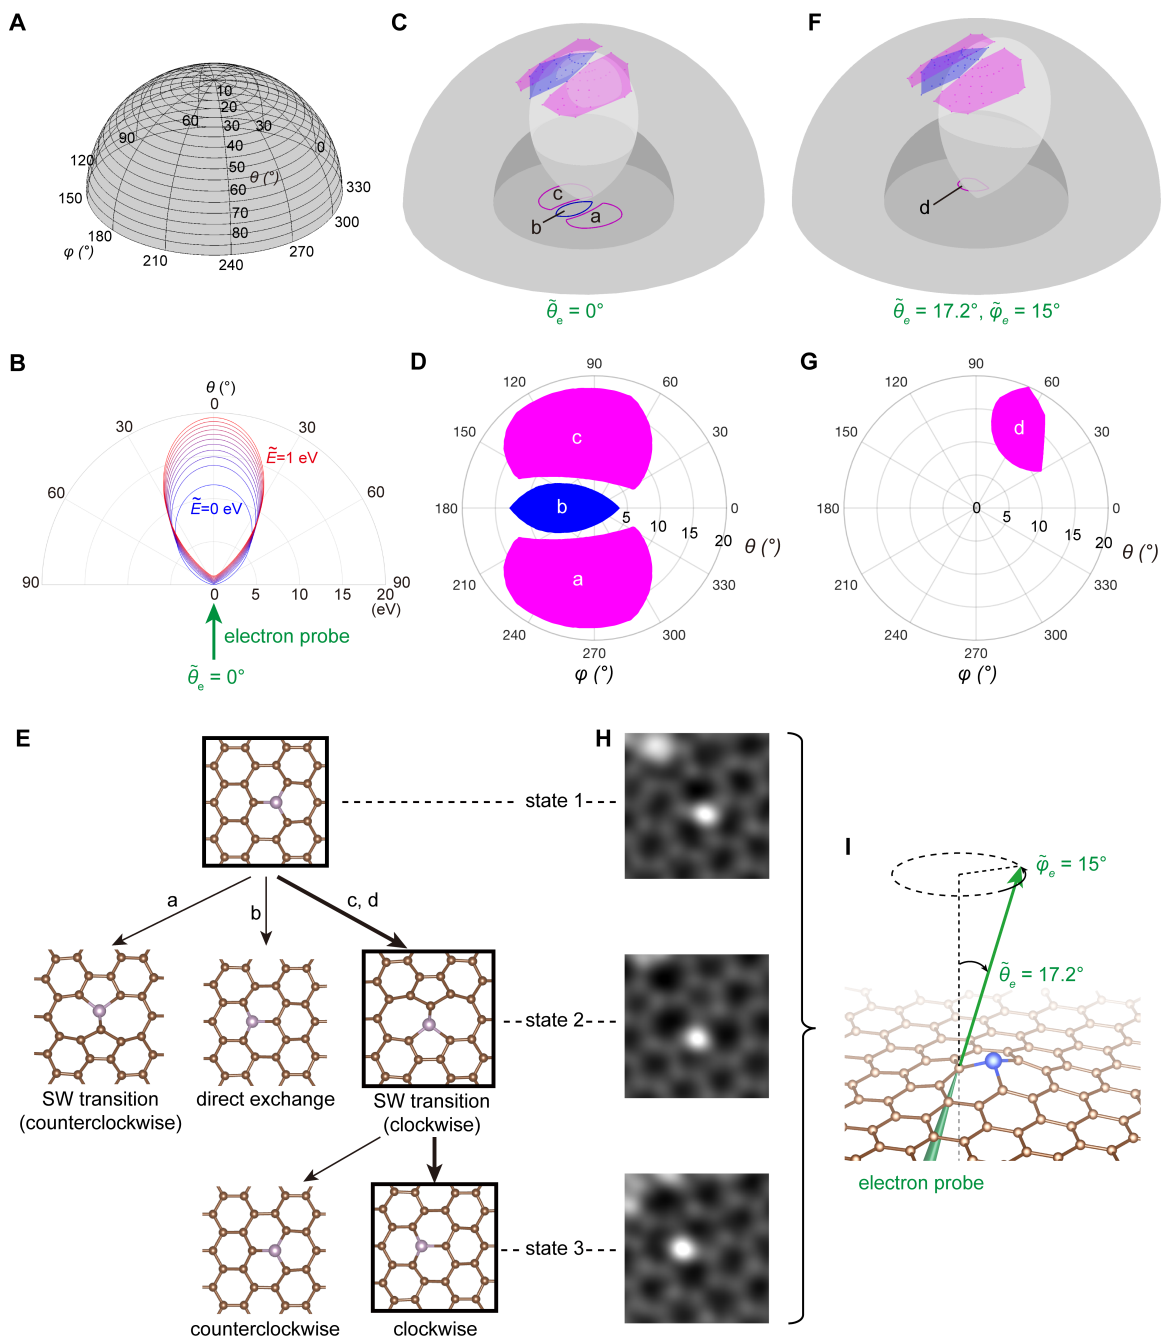 A
10
20
60
30
30
90
40
0
50
120
θ (°)
60
330
150
70
300
80
180
φ (°)
270
210
240
B
θ (°)
0
30
30
Ẽ=1 eV
60
60
Ẽ=0 eV
90
90
0
5
10
15
20
(eV)
electron probe
θ̃e = 0°
C
c
b
a
θ̃e = 0°
D
90
120
60
150
30
c
180
b
0
5
10
15
20
θ (°)
a
210
330
240
300
270
φ (°)
F
d
θ̃e = 17.2°, φ̃e = 15°
G
90
120
60
150
30
d
180
0
0
5
10
15
20
θ (°)
210
330
240
300
270
φ (°)
E
state 1
a
b
c, d
state 2
SW transition
(counterclockwise)
direct exchange
SW transition
(clockwise)
state 3
counterclockwise
clockwise
H
I
φ̃e = 15°
θ̃e = 17.2°
electron probe